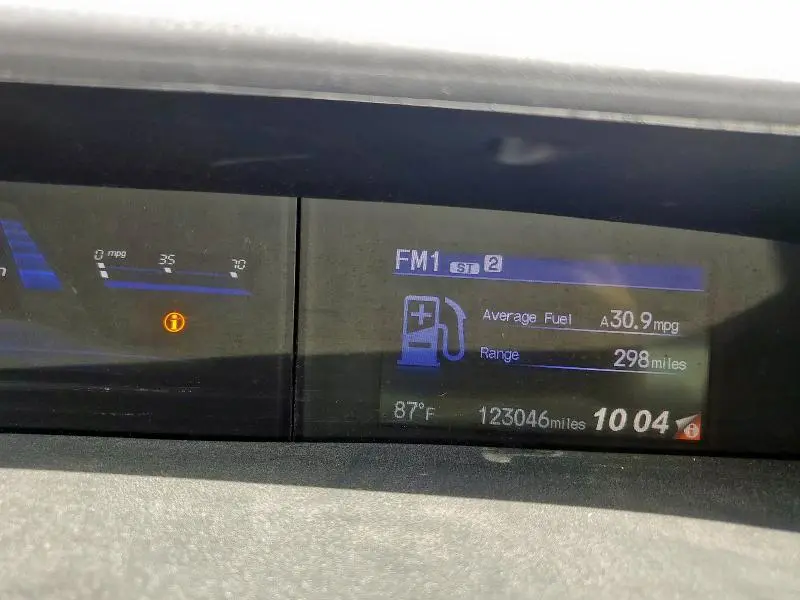 0 mpg 35 70
FM1 ST 2
Average Fuel A30.9mpg
Range 298miles
87°F 123046miles 10 04